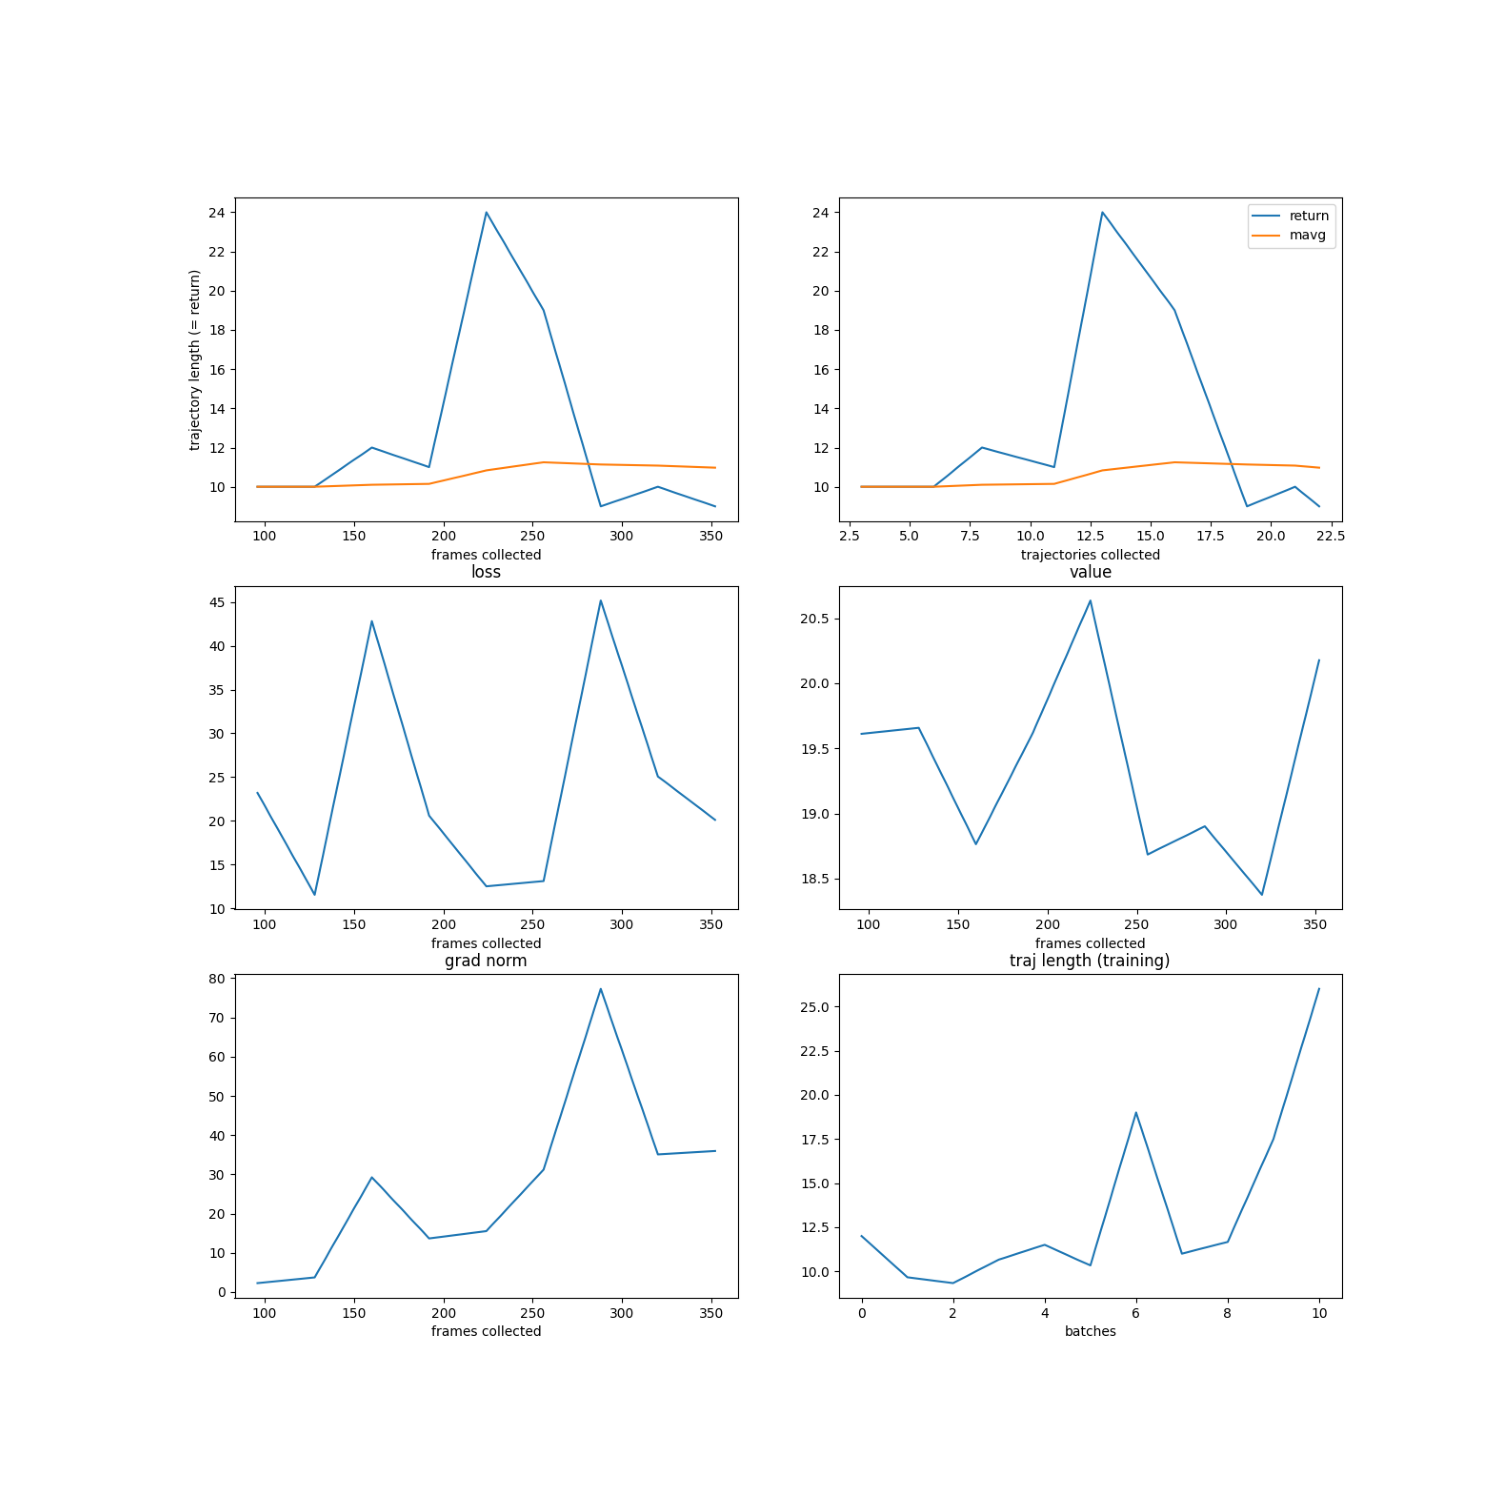 trajectory length (= return)
24
22
20
18
16
14
12
10
100 150 200 250 300 350
frames collected
return
mavg
24
22
20
18
16
14
12
10
2.5 5.0 7.5 10.0 12.5 15.0 17.5 20.0 22.5
trajectories collected
loss
45
40
35
30
25
20
15
10
100 150 200 250 300 350
frames collected
value
20.5
20.0
19.5
19.0
18.5
100 150 200 250 300 350
frames collected
grad norm
80
70
60
50
40
30
20
10
0
100 150 200 250 300 350
frames collected
traj length (training)
25.0
22.5
20.0
17.5
15.0
12.5
10.0
0 2 4 6 8 10
batches